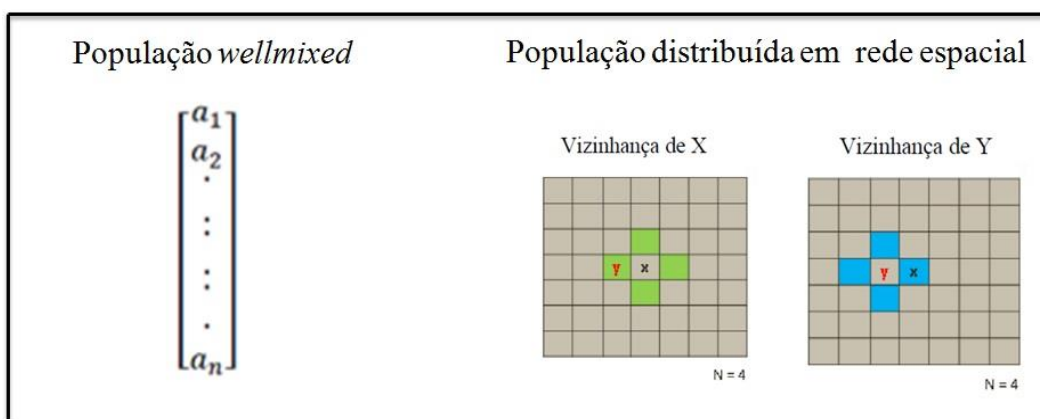 População wellmixed
População distribuída em rede espacial
a1
a2
.
:
:
.
an
Vizinhança de X
y x
N = 4
Vizinhança de Y
y x
N = 4